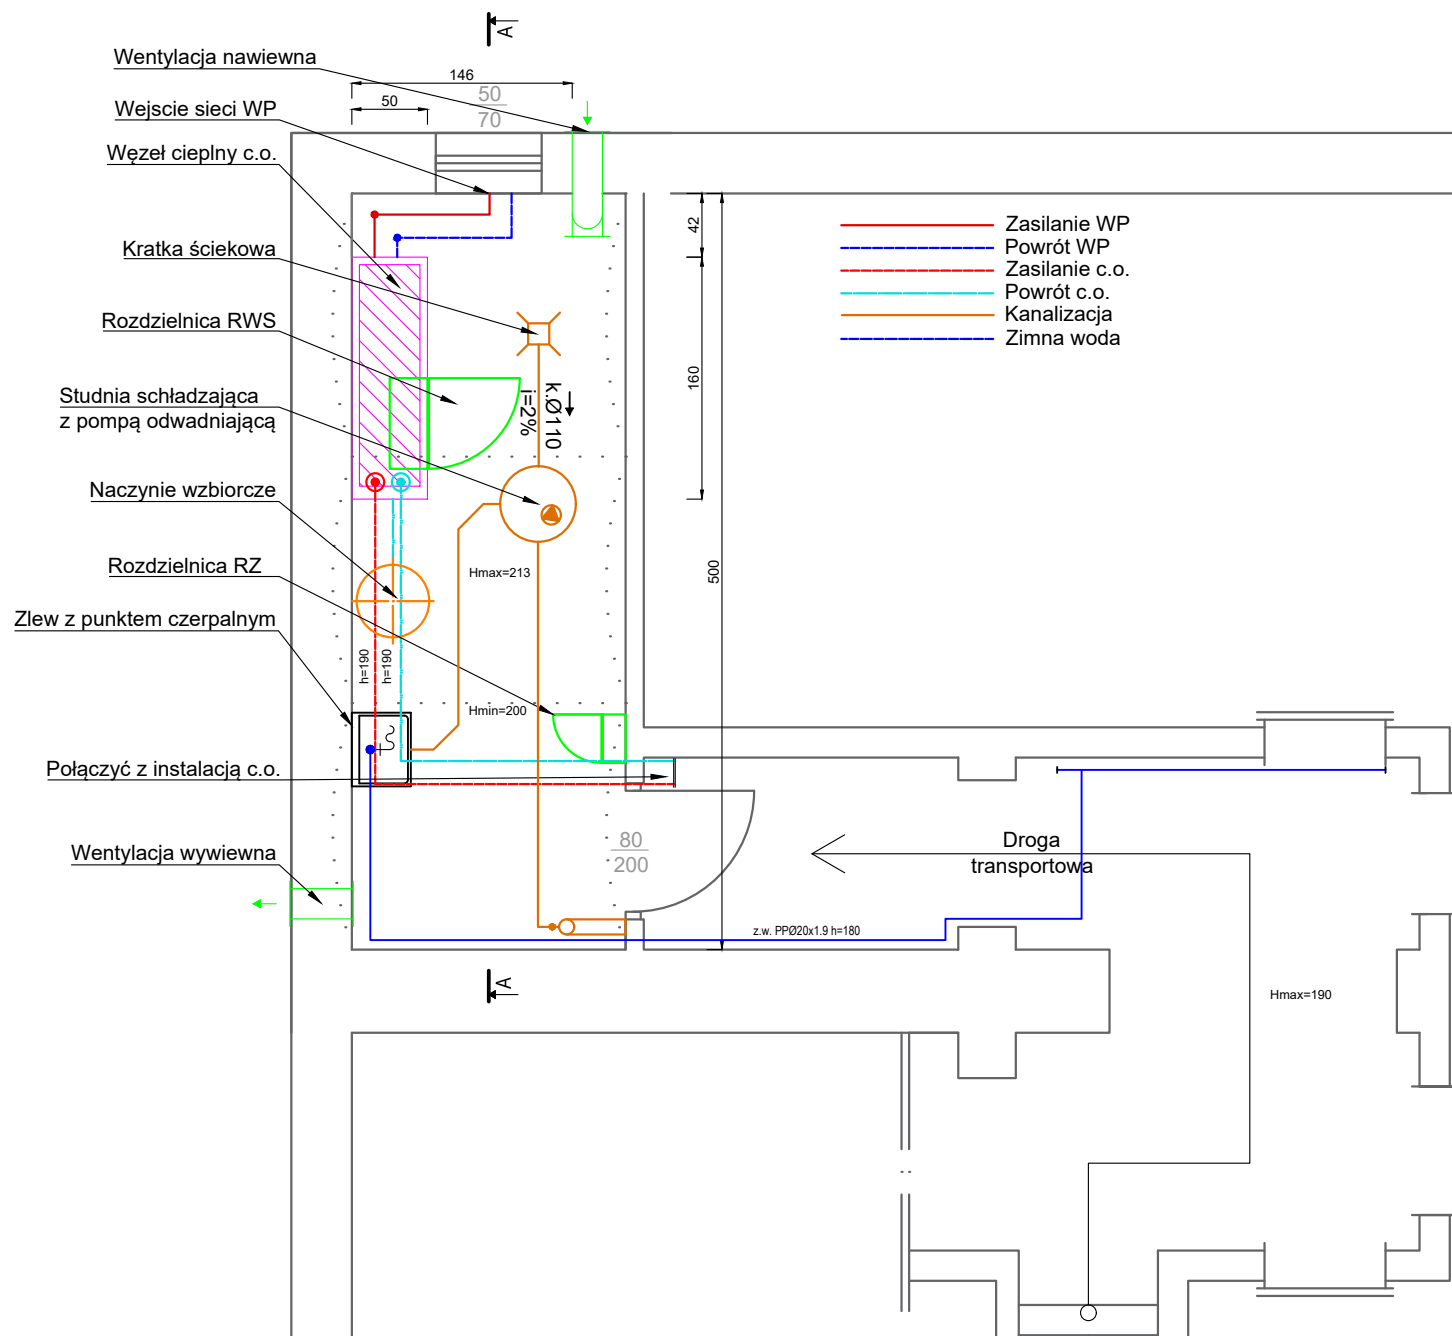 A
Wentylacja nawiewna
146
50
70
50
Wejscie sieci WP
Węzeł cieplny c.o.
Kratka ściekowa
Rozdzielnica RWS
Studnia schładzająca
z pompą odwadniającą
Naczynie wzbiorcze
Rozdzielnica RZ
Zlew z punktem czerpalnym
Połączyć z instalacją c.o.
Wentylacja wywiewna
42
160
500
Zasilanie WP
Powrót WP
Zasilanie c.o.
Powrót c.o.
Kanalizacja
Zimna woda
k.Ø110
i=2%
Hmax=213
h=190
h=190
Hmin=200
80
200
Droga
transportowa
z.w. PPØ20x1.9 h=180
A
Hmax=190